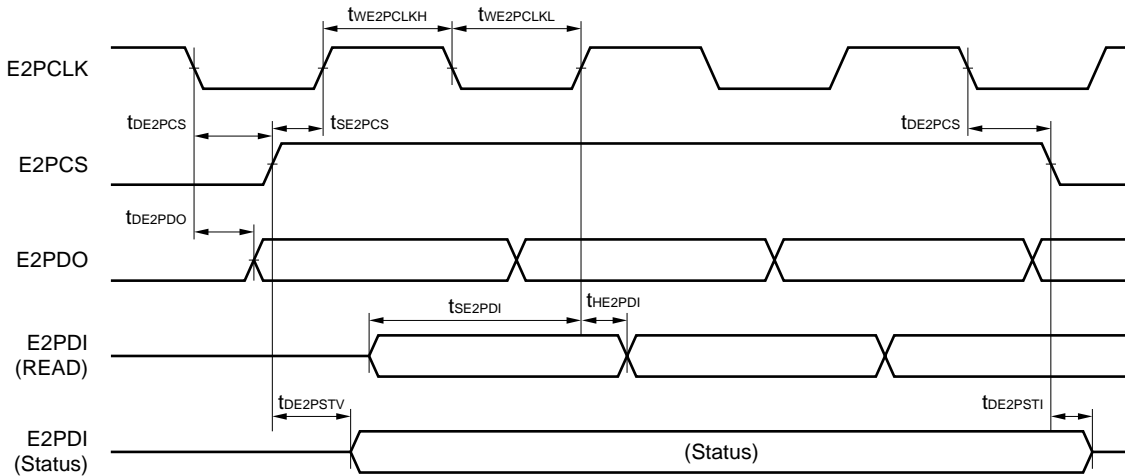 tWE2PCLKH tWE2PCLKL
E2PCLK
tDE2PCS tSE2PCS tDE2PCS
E2PCS
tDE2PDO
E2PDO
tSE2PDI tHE2PDI
E2PDI
(READ)
tDE2PSTV tDE2PSTI
E2PDI
(Status)
(Status)